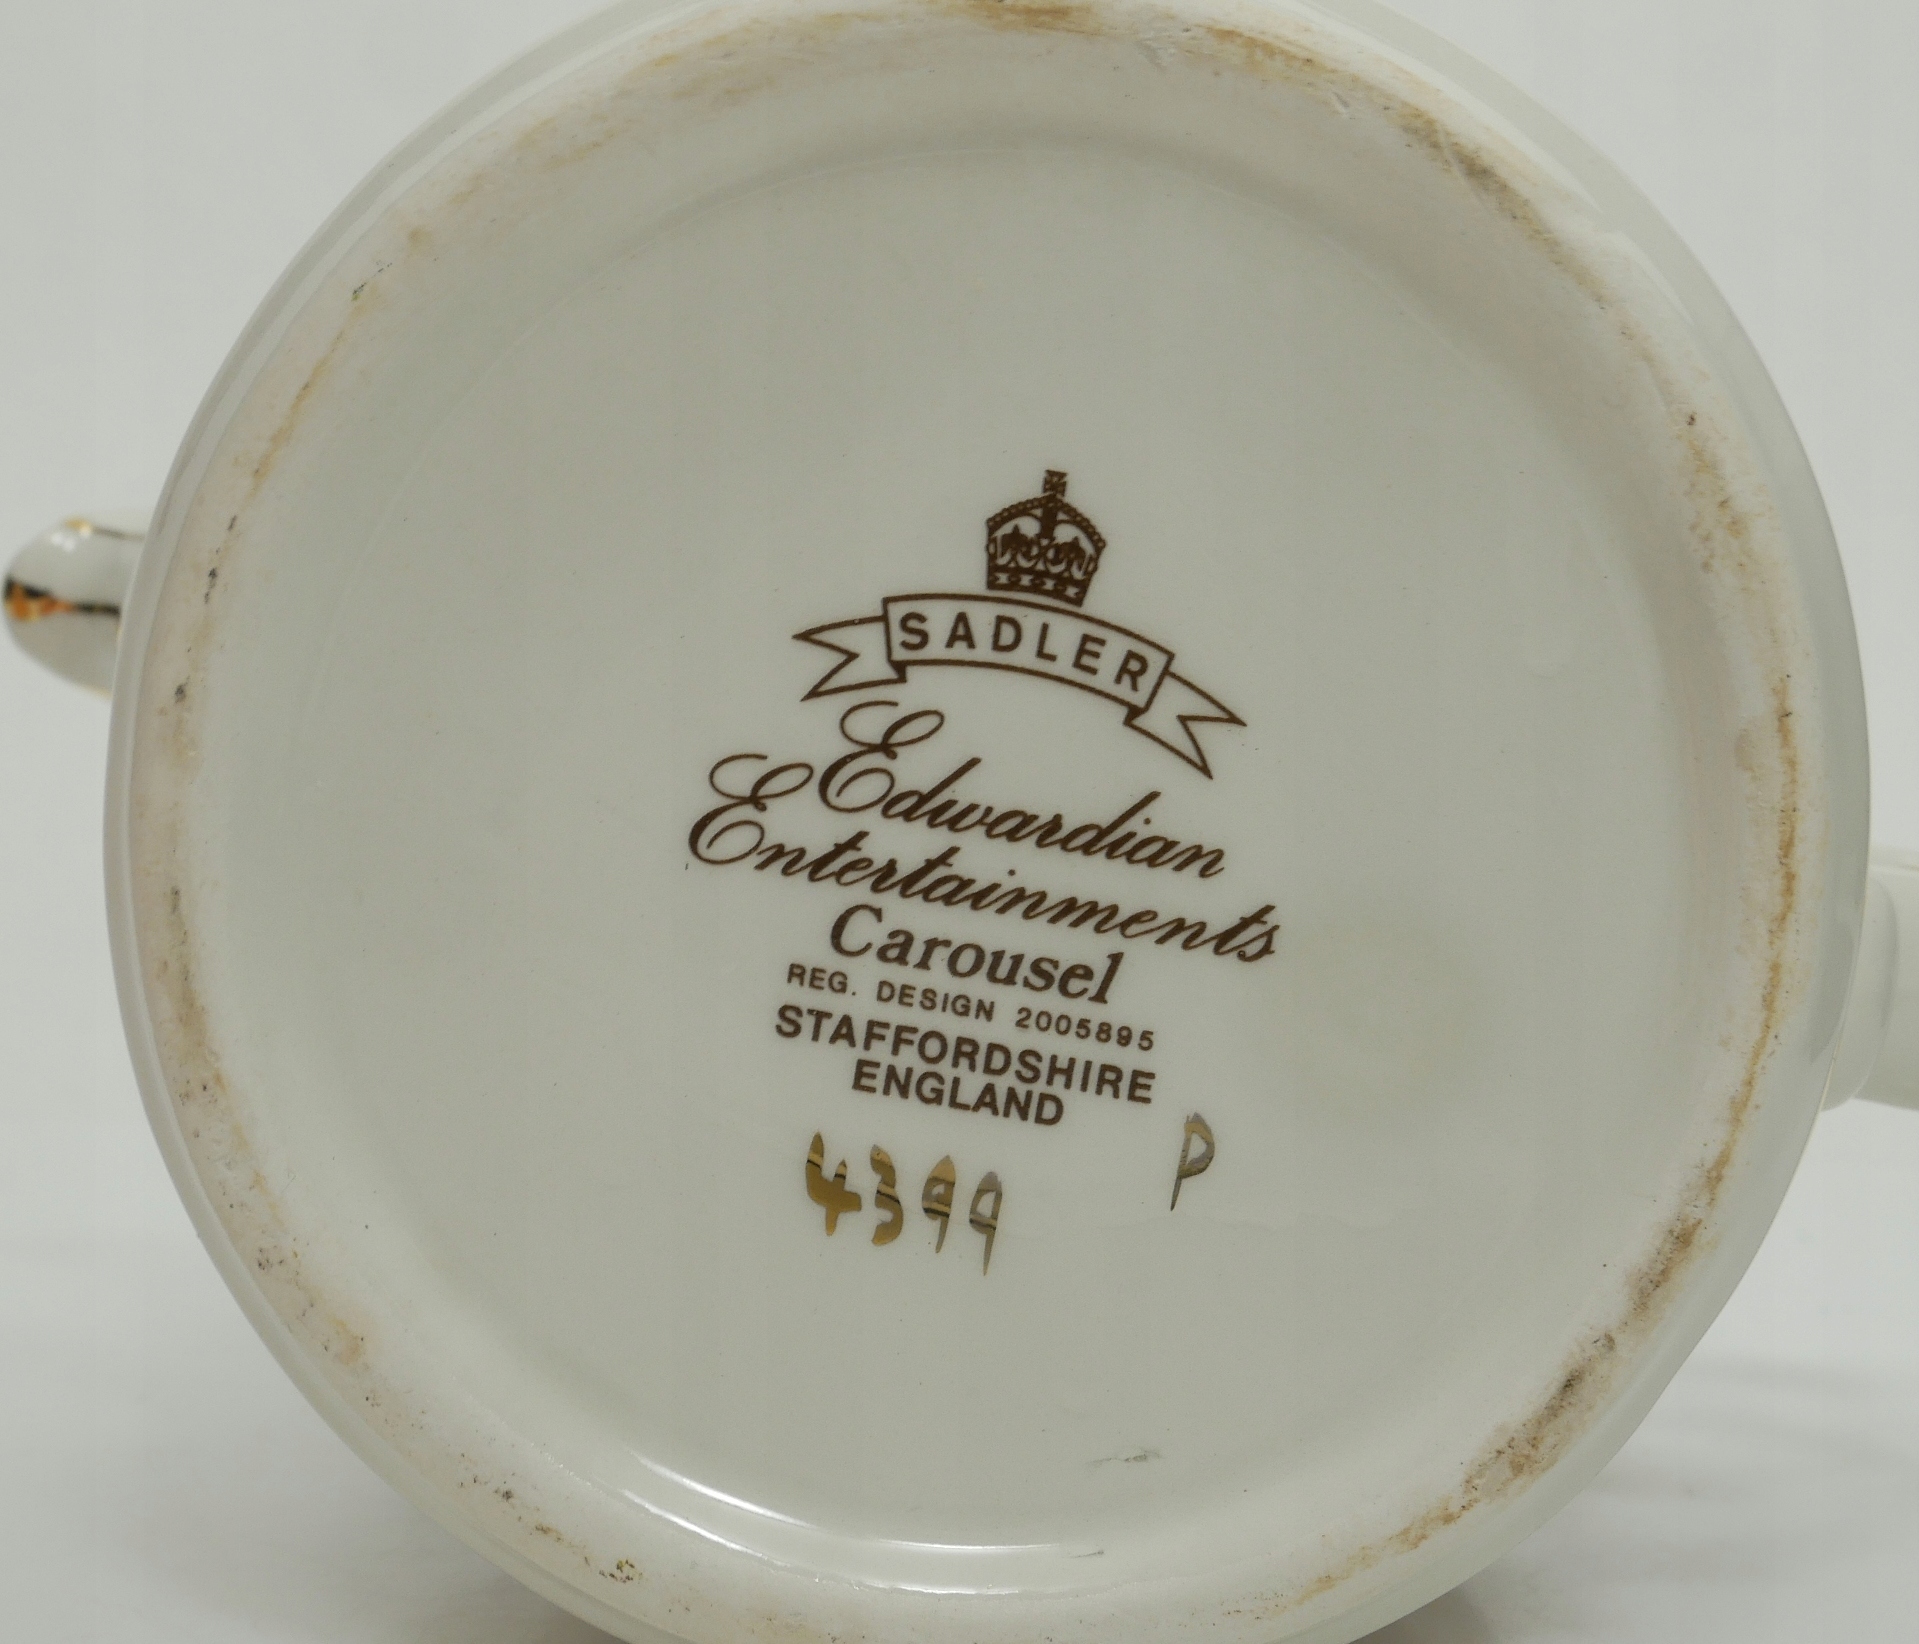 SADLER
Edwardian
Entertainments
Carousel
REG. DESIGN 2005895
STAFFORDSHIRE
ENGLAND
4399 P